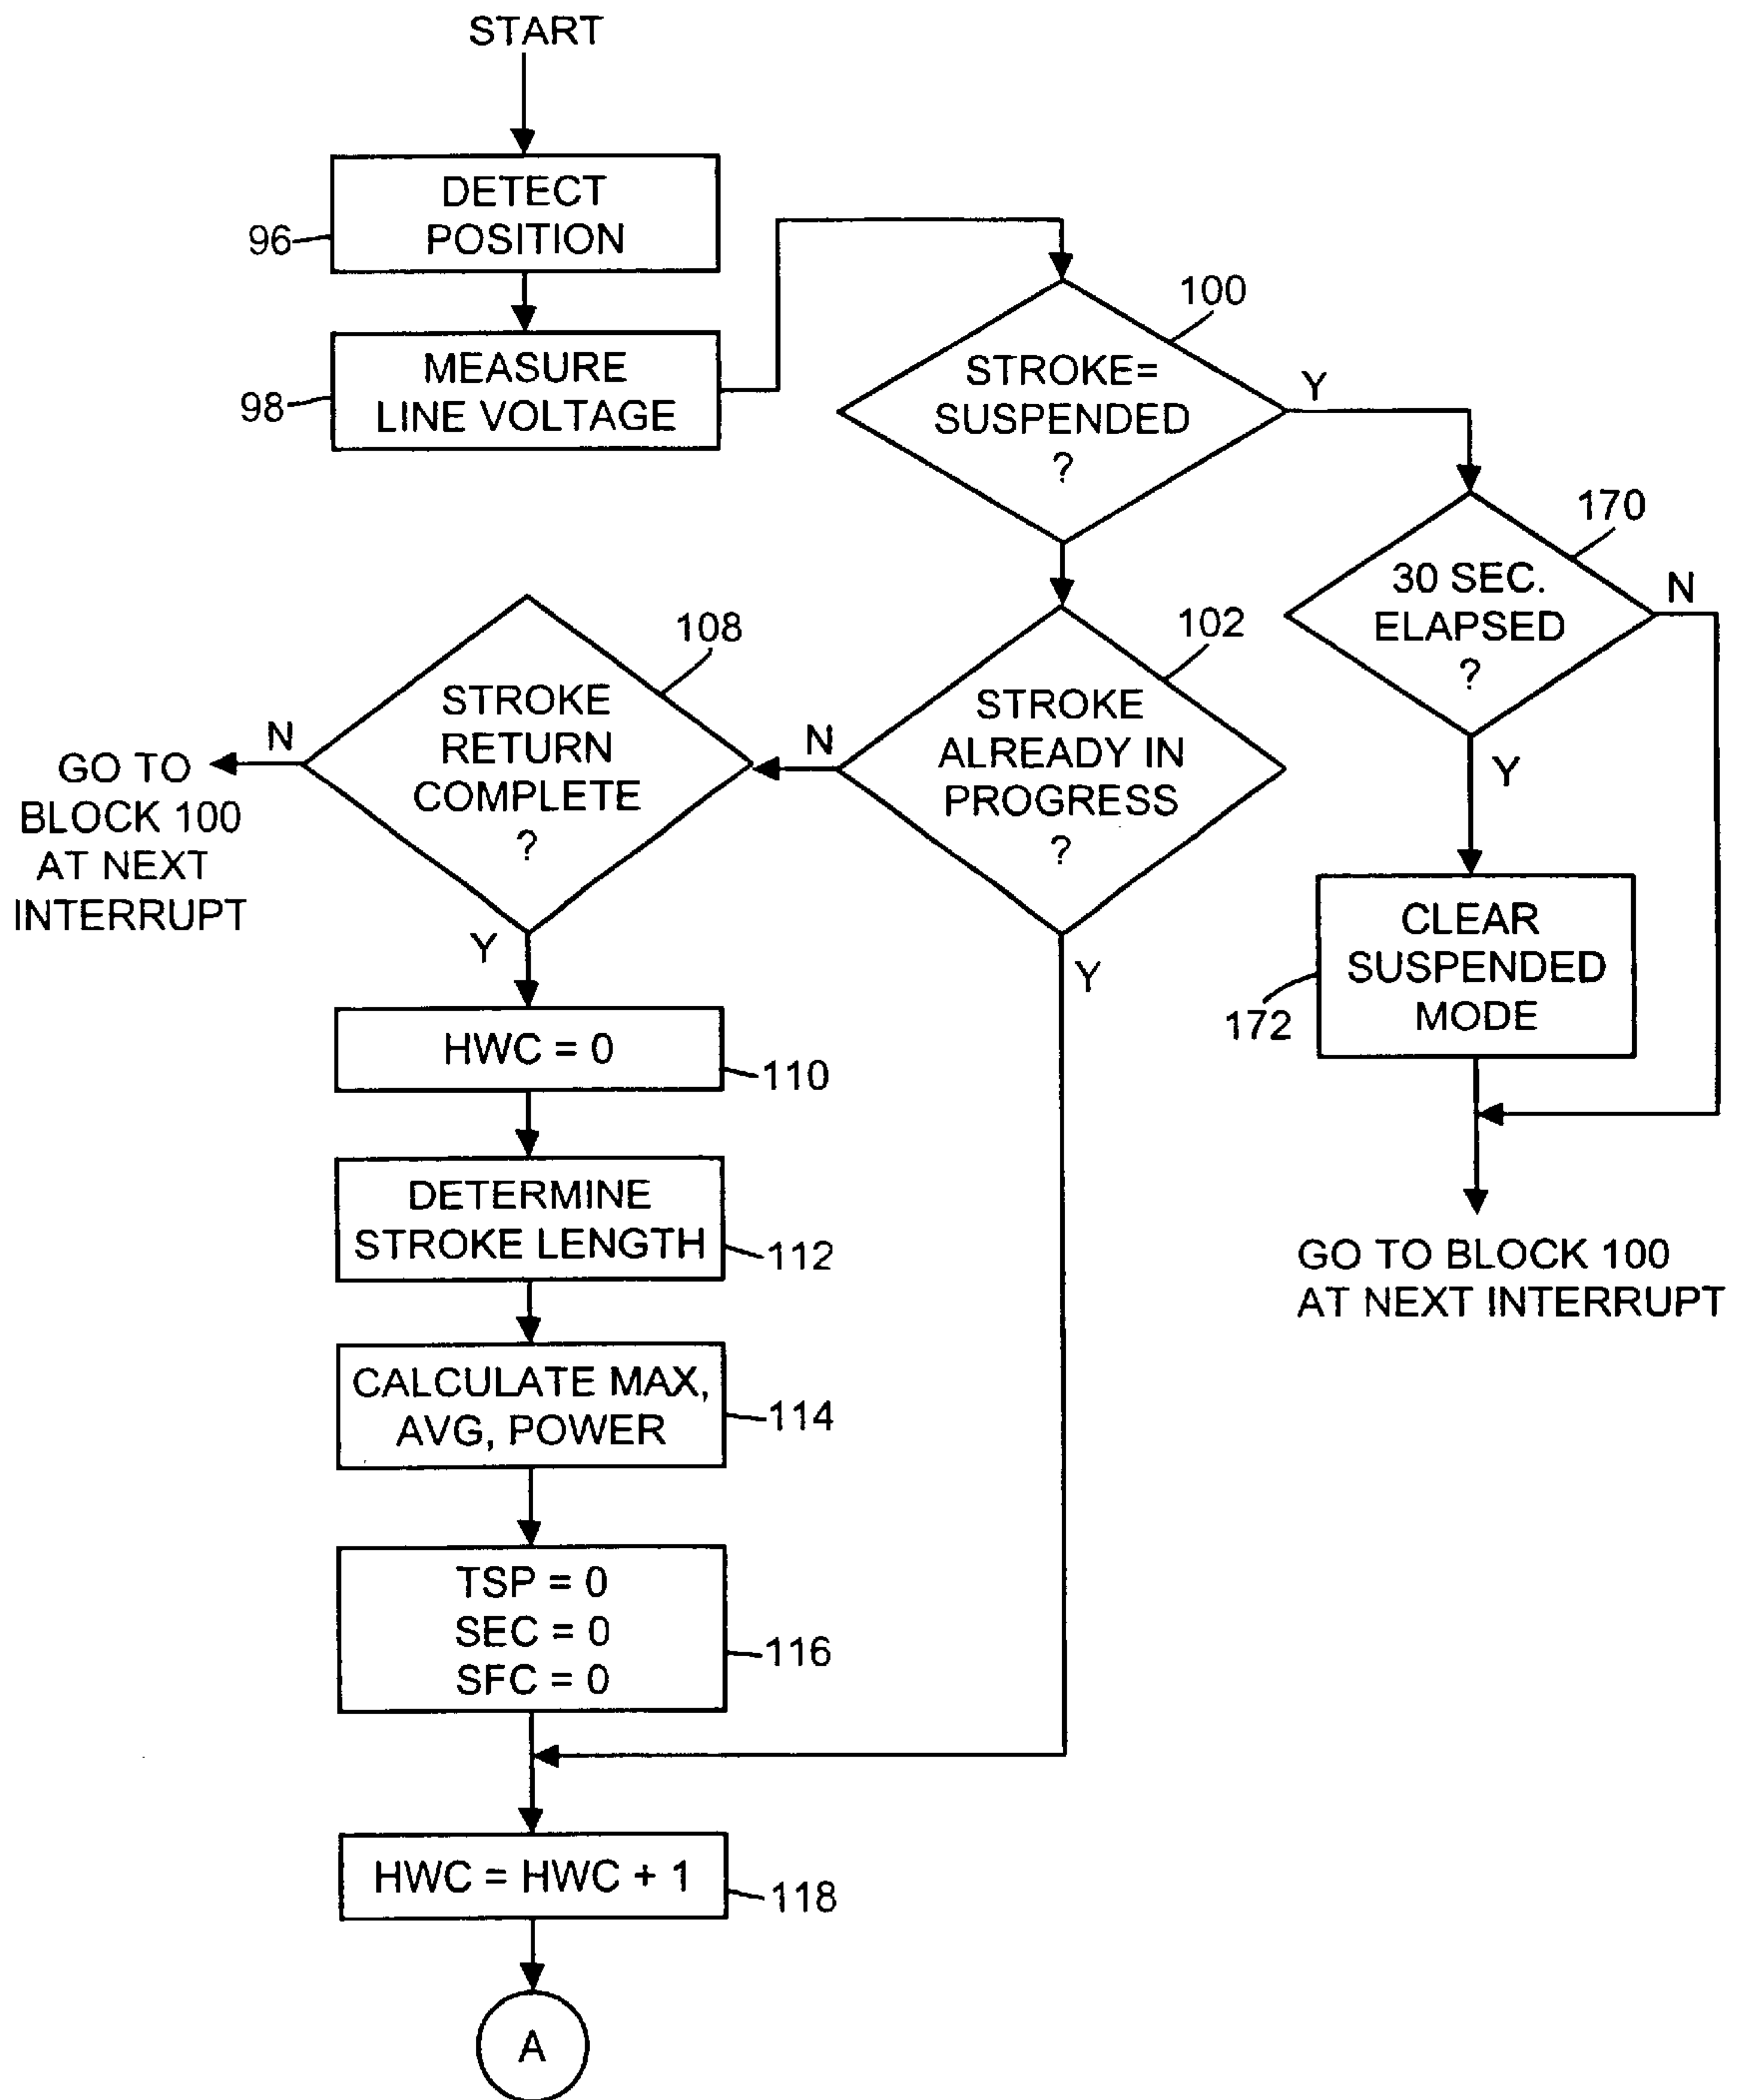 START
DETECT
POSITION
96
MEASURE
LINE VOLTAGE
98
100
STROKE=
SUSPENDED
?
Y
170
30 SEC.
ELAPSED
?
N
Y
102
STROKE
ALREADY IN
PROGRESS
?
N
Y
108
STROKE
RETURN
COMPLETE
?
N
GO TO
BLOCK 100
AT NEXT
INTERRUPT
Y
CLEAR
SUSPENDED
MODE
172
GO TO BLOCK 100
AT NEXT INTERRUPT
HWC = 0
110
DETERMINE
STROKE LENGTH
112
CALCULATE MAX,
AVG, POWER
114
TSP = 0
SEC = 0
SFC = 0
116
HWC = HWC + 1
118
A